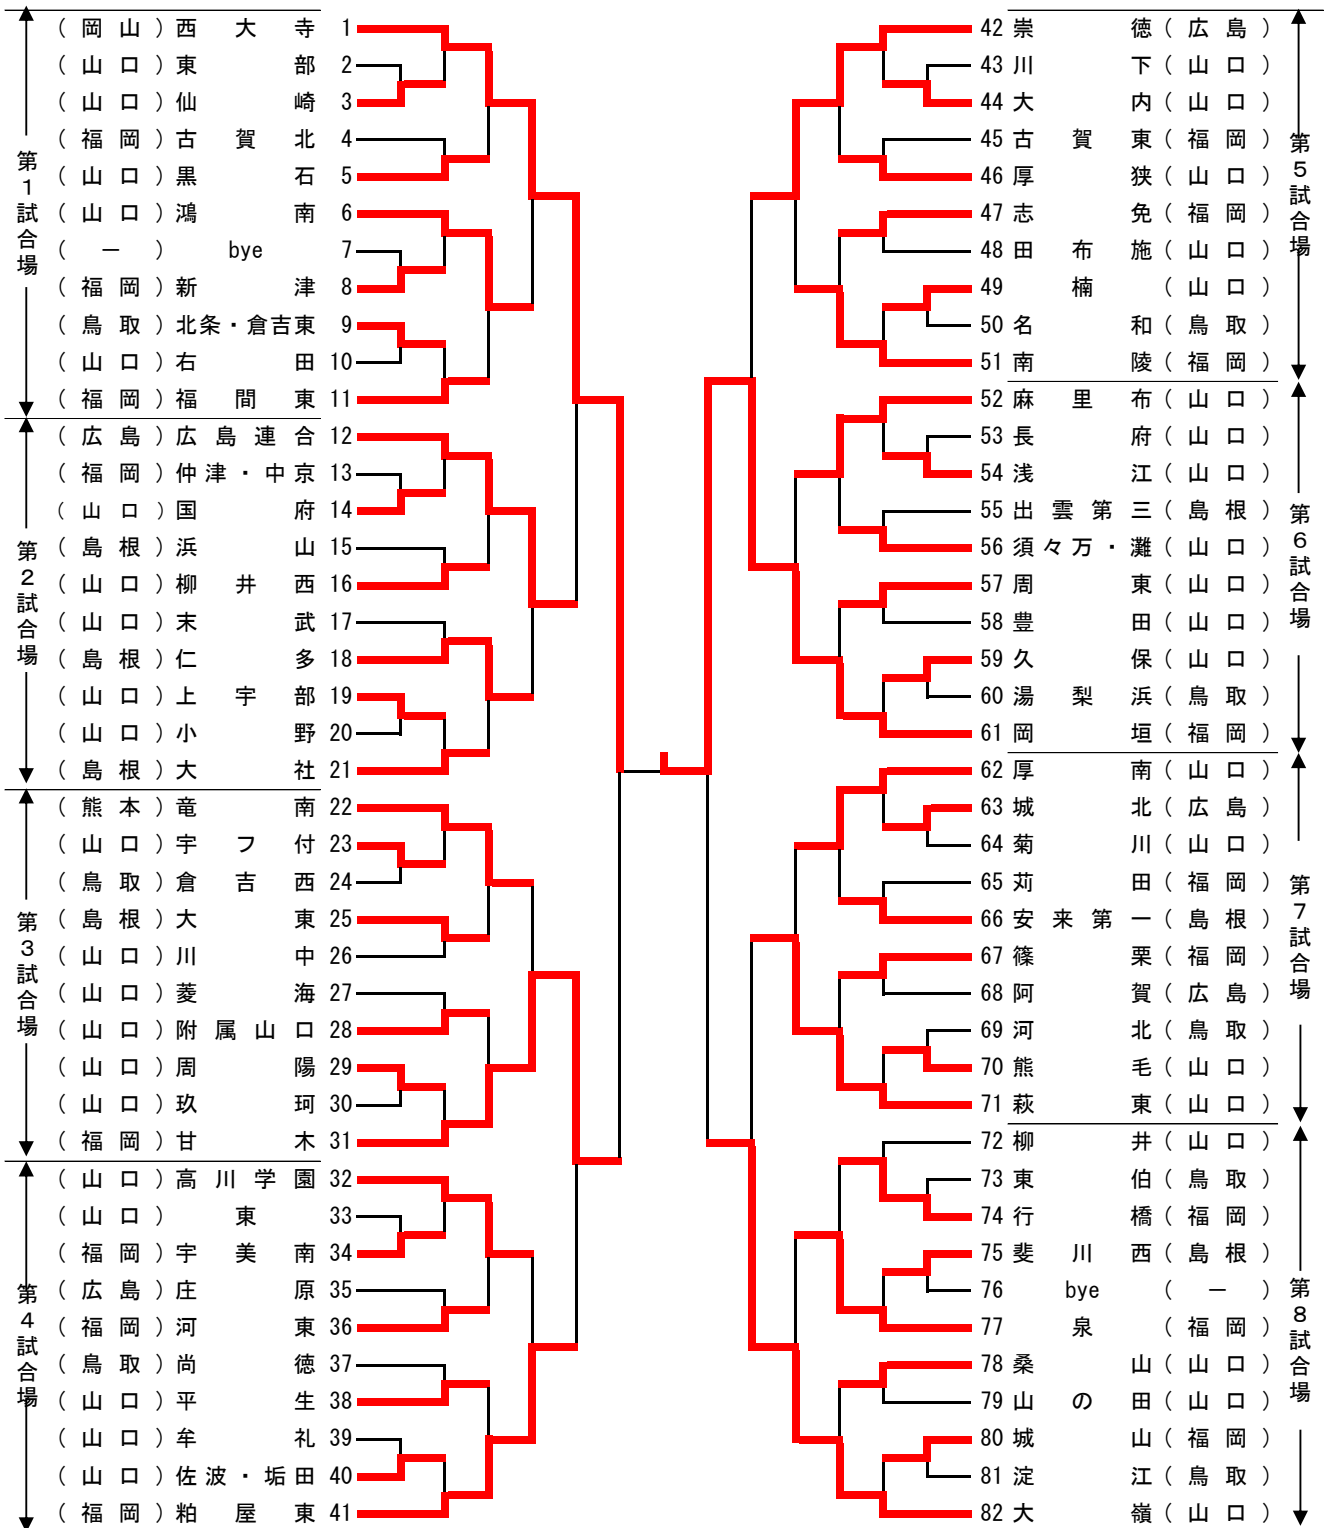 (岡山) 西大寺 1
(山口) 東部 2
(山口) 仙崎 3
(福岡) 古賀北 4
(山口) 黒石 5
(山口) 鴻南 6
(ー) bye 7
(福岡) 新津 8
(鳥取) 北条・倉吉東 9
(山口) 右田 10
(福岡) 福間東 11
第1試合場
(広島) 広島連合 12
(福岡) 仲津・中京 13
(山口) 国府 14
(島根) 浜山 15
(山口) 柳井西 16
(山口) 末武 17
(島根) 仁多 18
(山口) 上宇部 19
(山口) 小野 20
(島根) 大社 21
第2試合場
(熊本) 竜南 22
(山口) 宇フ付 23
(鳥取) 倉吉西 24
(島根) 大東 25
(山口) 川中 26
(山口) 菱海 27
(山口) 附属山口 28
(山口) 周陽 29
(山口) 玖珂 30
(福岡) 甘木 31
第3試合場
(山口) 高川学園 32
(山口) 東 33
(福岡) 宇美南 34
(広島) 庄原 35
(福岡) 河東 36
(鳥取) 尚徳 37
(山口) 平生 38
(山口) 牟礼 39
(山口) 佐波・垢田 40
(福岡) 粕屋東 41
第4試合場
42 崇徳 (広島)
43 川下 (山口)
44 大内 (山口)
45 古賀東 (福岡)
46 厚狭 (山口)
47 志免 (福岡)
48 田布施 (山口)
49 楠 (山口)
50 名和 (鳥取)
51 南陵 (福岡)
第5試合場
52 麻里布 (山口)
53 長府 (山口)
54 浅江 (山口)
55 出雲第三 (島根)
56 須々万・灘 (山口)
57 周東 (山口)
58 豊田 (山口)
59 久保 (山口)
60 湯梨浜 (鳥取)
61 岡垣 (福岡)
第6試合場
62 厚南 (山口)
63 城北 (広島)
64 菊川 (山口)
65 苅田 (福岡)
66 安来第一 (島根)
67 篠栗 (福岡)
68 阿賀 (広島)
69 河北 (鳥取)
70 熊毛 (山口)
71 萩東 (山口)
第7試合場
72 柳井 (山口)
73 東伯 (鳥取)
74 行橋 (福岡)
75 斐川西 (島根)
76 bye (ー)
77 泉 (福岡)
78 桑山 (山口)
79 山の田 (山口)
80 城山 (福岡)
81 淀江 (鳥取)
82 大嶺 (山口)
第8試合場